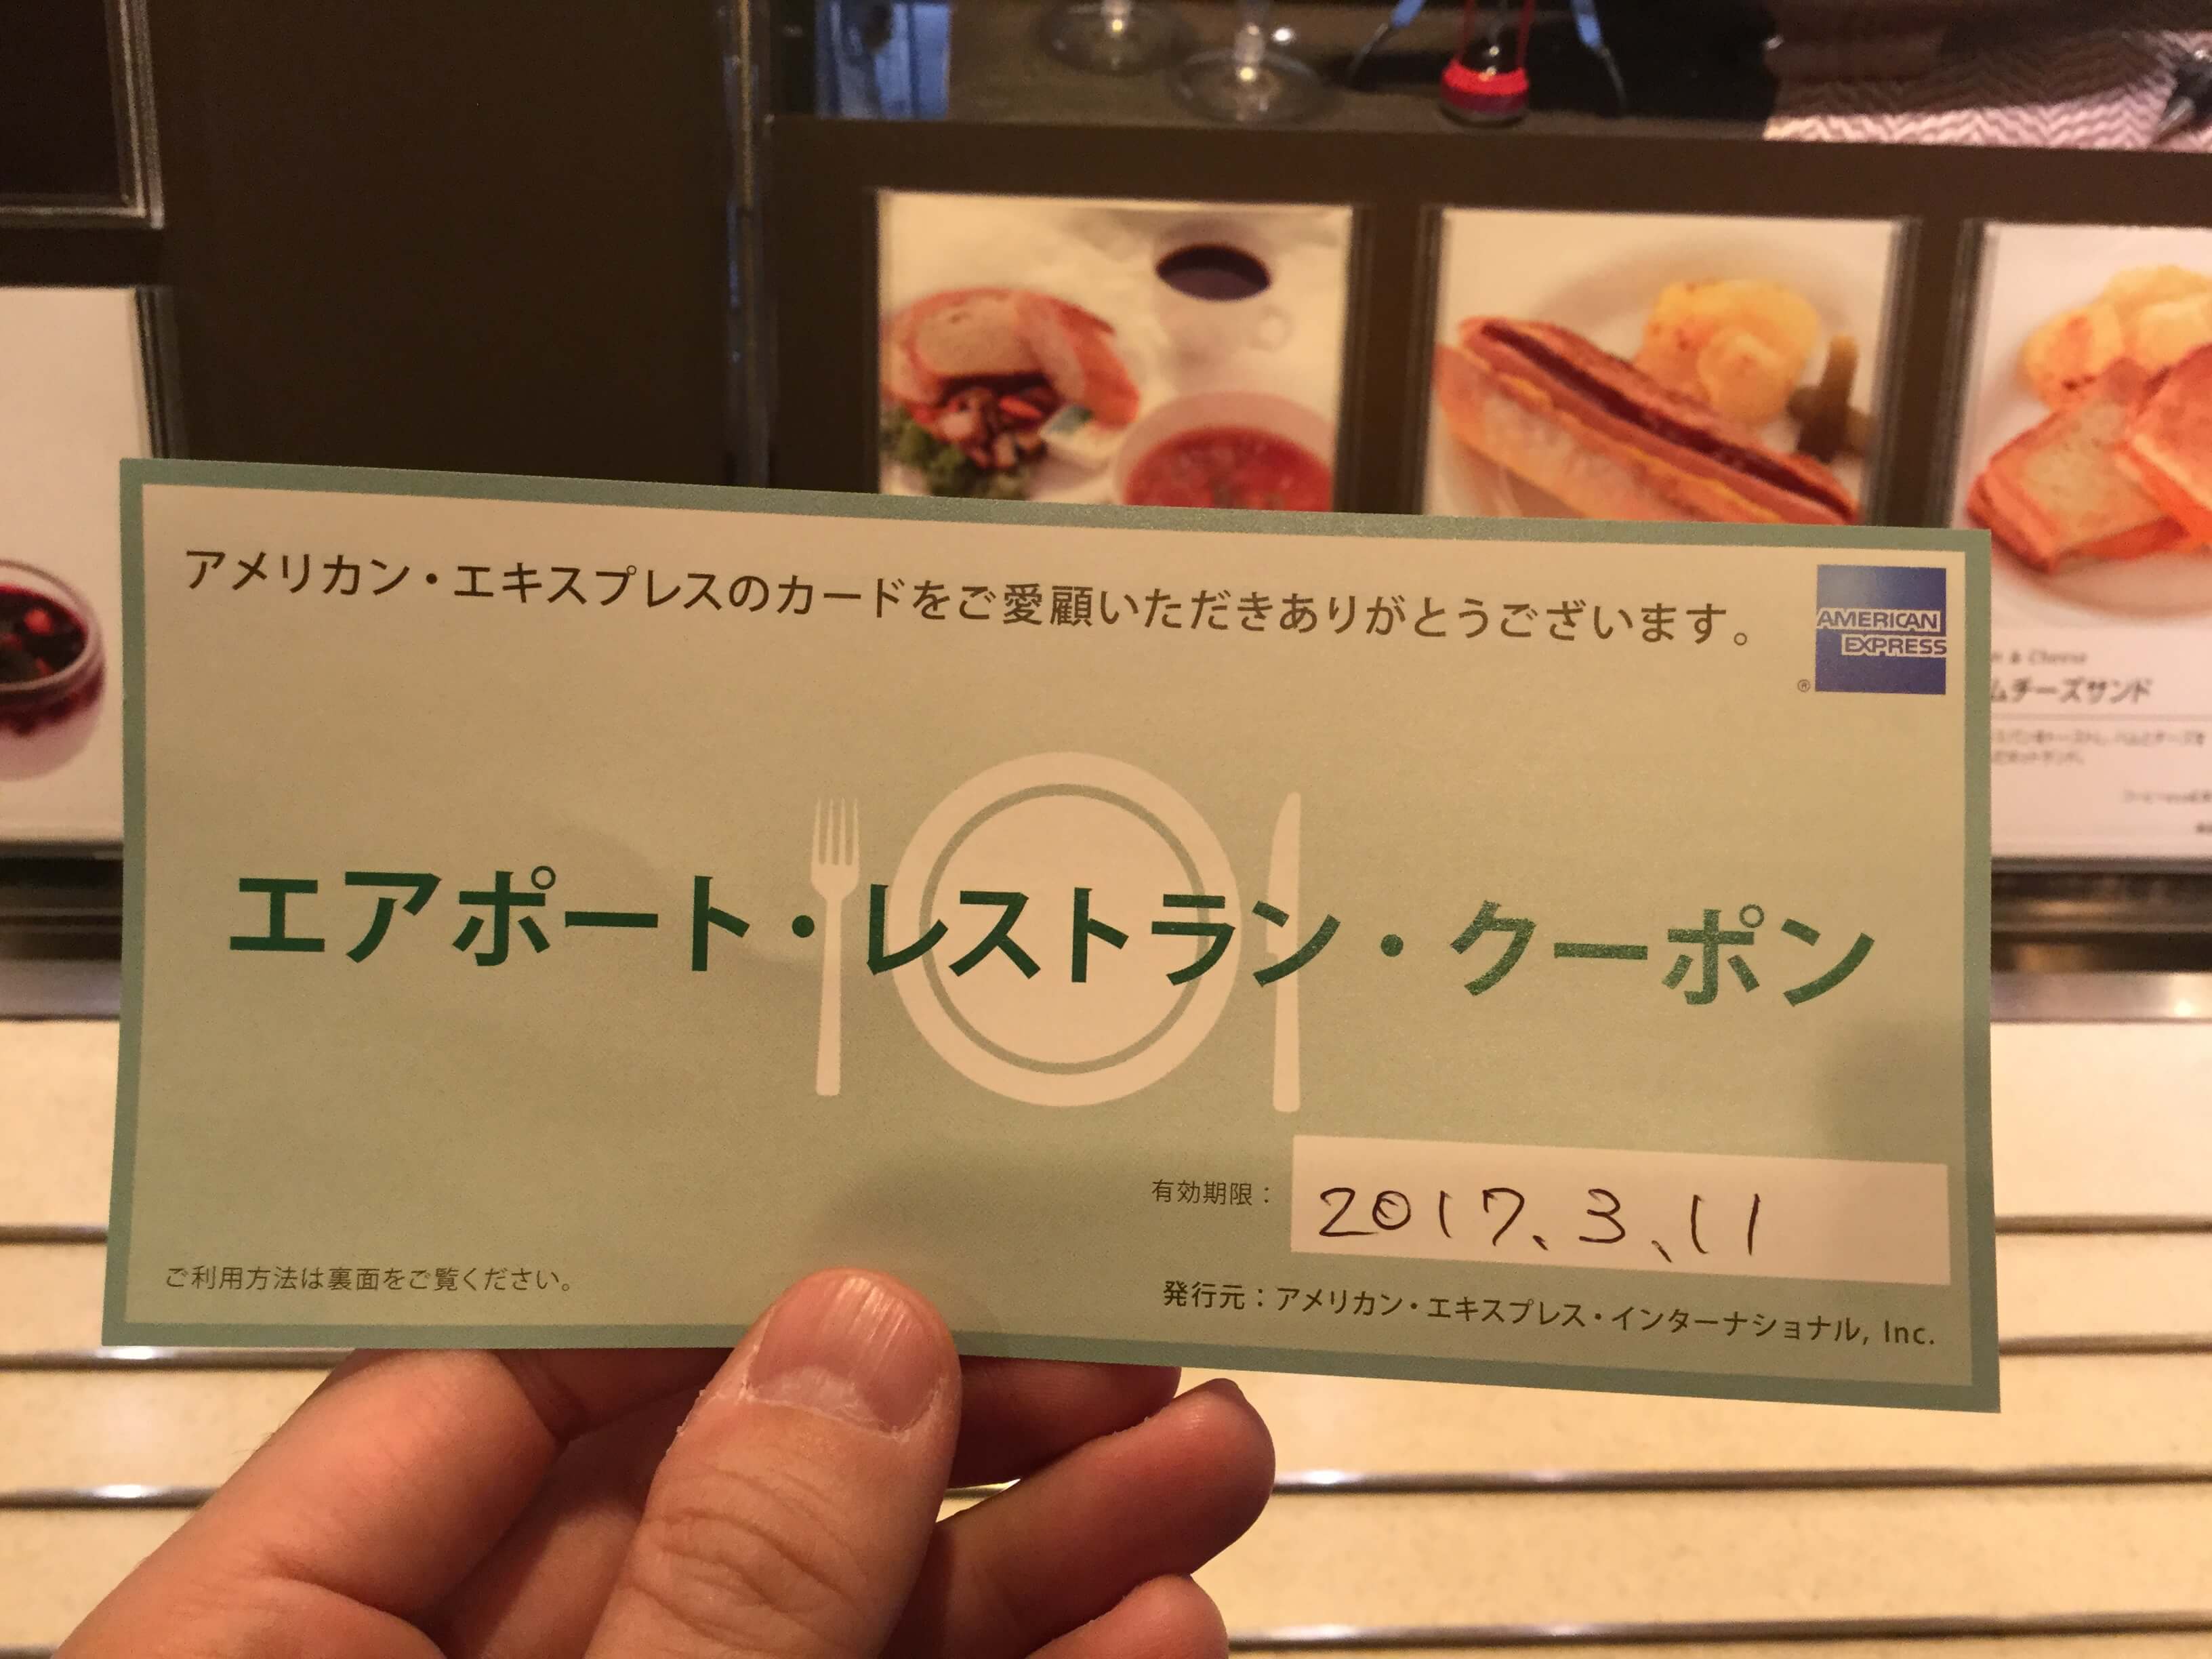 アメリカン・エキスプレスのカードをご愛顧いただきありがとうございます。
AMERICAN
EXPRESS
®
エアポート・レストラン・クーポン
有効期限：
2017.3.11
ご利用方法は裏面をご覧ください。
発行元：アメリカン・エキスプレス・インターナショナル, Inc.
& Cheese
ムチーズサンド